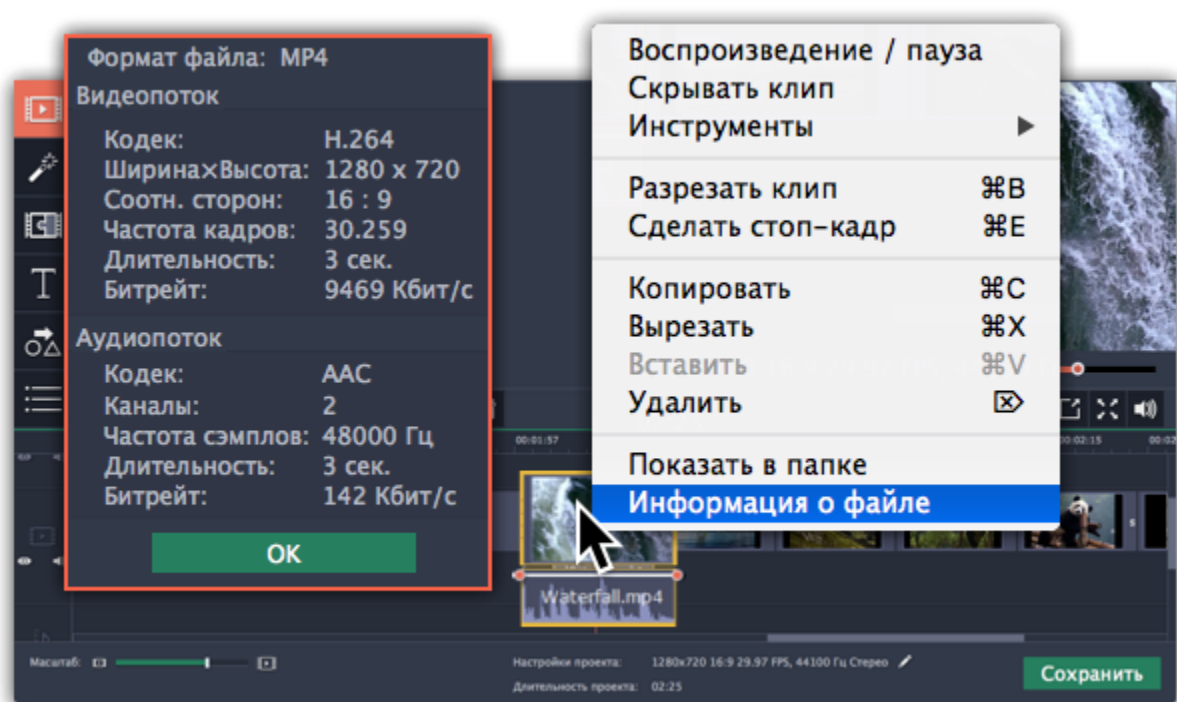 Формат файла: MP4
Видеопоток
Кодек: H.264
Ширина×Высота: 1280 x 720
Соотн. сторон: 16 : 9
Частота кадров: 30.259
Длительность: 3 сек.
Битрейт: 9469 Кбит/с
Аудиопоток
Кодек: AAC
Каналы: 2
Частота сэмплов: 48000 Гц
Длительность: 3 сек.
Битрейт: 142 Кбит/с
OK
Воспроизведение / пауза
Скрывать клип
Инструменты
Разрезать клип ⌘B
Сделать стоп-кадр ⌘E
Копировать ⌘C
Вырезать ⌘X
Вставить ⌘V
Удалить
Показать в папке
Информация о файле
00:01:57
00:02:15
Waterfall.mp4
Масштаб:
Настройки проекта: 1280x720 16:9 29.97 FPS, 44100 Гц Стерео
Длительность проекта: 02:25
Сохранить